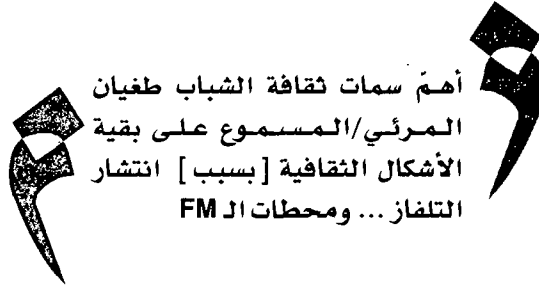 أهمّ سمات ثقافة الشباب طغيان
المرئي/المسموع على بقية
الأشكال الثقافية [بسبب] انتشار
التلفاز... ومحطات الـ FM